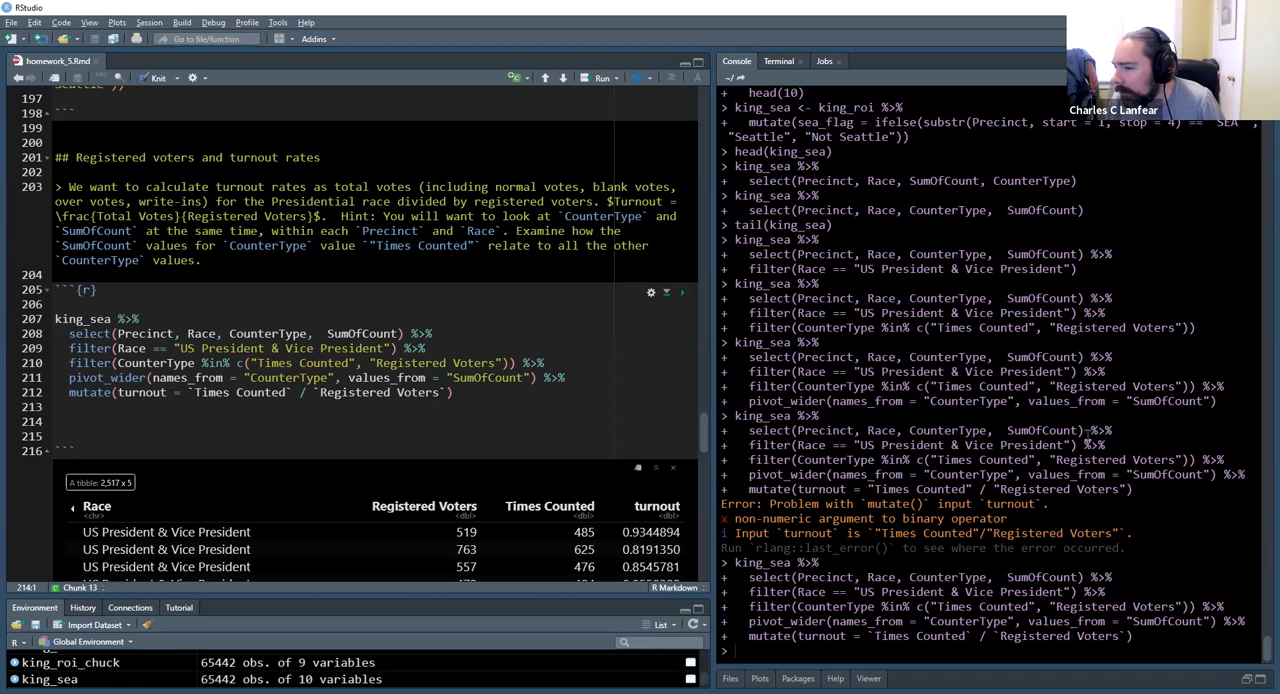 RStudio
File Edit Code View Plots Session Build Debug Profile Tools Help
Go to file/function
Addins
homework_5.Rmd
Knit
Run
Seattle"))
197
198 ```
199
200
201 ## Registered voters and turnout rates
202
203 > We want to calculate turnout rates as total votes (including normal votes, blank votes,
over votes, write-ins) for the Presidential race divided by registered voters. $Turnout =
\frac{Total Votes}{Registered Voters}$.  Hint: You will want to look at `CounterType` and
`SumOfCount` at the same time, within each `Precinct` and `Race`. Examine how the
`SumOfCount` values for `CounterType` value `"Times Counted"` relate to all the other
`CounterType` values.
204
205 ```{r}
206
207 king_sea %>%
208   select(Precinct, Race, CounterType,  SumOfCount) %>%
209   filter(Race == "US President & Vice President") %>%
210   filter(CounterType %in% c("Times Counted", "Registered Voters")) %>%
211   pivot_wider(names_from = "CounterType", values_from = "SumOfCount") %>%
212   mutate(turnout = `Times Counted` / `Registered Voters`)
213
214
215
216 ```
A tibble: 2,517 x 5
Race Registered Voters Times Counted turnout
<chr> <dbl> <dbl> <dbl>
US President & Vice President 519 485 0.9344894
US President & Vice President 763 625 0.8191350
US President & Vice President 557 476 0.8545781
214:1 Chunk 13 R Markdown
Environment History Connections Tutorial
Import Dataset List
R Global Environment
king_roi_chuck 65442 obs. of 9 variables
king_sea 65442 obs. of 10 variables
Console Terminal Jobs
~/
+   head(10)
> king_sea <- king_roi %>%
+   mutate(sea_flag = ifelse(substr(Precinct, start = 1, stop = 4) == "SEA ",
"Seattle", "Not Seattle"))
> head(king_sea)
> king_sea %>%
+   select(Precinct, Race, SumOfCount, CounterType)
> king_sea %>%
+   select(Precinct, Race, CounterType,  SumOfCount)
> tail(king_sea)
> king_sea %>%
+   select(Precinct, Race, CounterType,  SumOfCount) %>%
+   filter(Race == "US President & Vice President")
> king_sea %>%
+   select(Precinct, Race, CounterType,  SumOfCount) %>%
+   filter(Race == "US President & Vice President") %>%
+   filter(CounterType %in% c("Times Counted", "Registered Voters"))
> king_sea %>%
+   select(Precinct, Race, CounterType,  SumOfCount) %>%
+   filter(Race == "US President & Vice President") %>%
+   filter(CounterType %in% c("Times Counted", "Registered Voters")) %>%
+   pivot_wider(names_from = "CounterType", values_from = "SumOfCount")
> king_sea %>%
+   select(Precinct, Race, CounterType,  SumOfCount) %>%
+   filter(Race == "US President & Vice President") %>%
+   filter(CounterType %in% c("Times Counted", "Registered Voters")) %>%
+   pivot_wider(names_from = "CounterType", values_from = "SumOfCount") %>%
+   mutate(turnout = "Times Counted" / "Registered Voters")
Error: Problem with `mutate()` input `turnout`.
x non-numeric argument to binary operator
i Input `turnout` is `"Times Counted"/"Registered Voters"`.
Run `rlang::last_error()` to see where the error occurred.
> king_sea %>%
+   select(Precinct, Race, CounterType,  SumOfCount) %>%
+   filter(Race == "US President & Vice President") %>%
+   filter(CounterType %in% c("Times Counted", "Registered Voters")) %>%
+   pivot_wider(names_from = "CounterType", values_from = "SumOfCount") %>%
+   mutate(turnout = `Times Counted` / `Registered Voters`)
>
Files Plots Packages Help Viewer
Charles C Lanfear